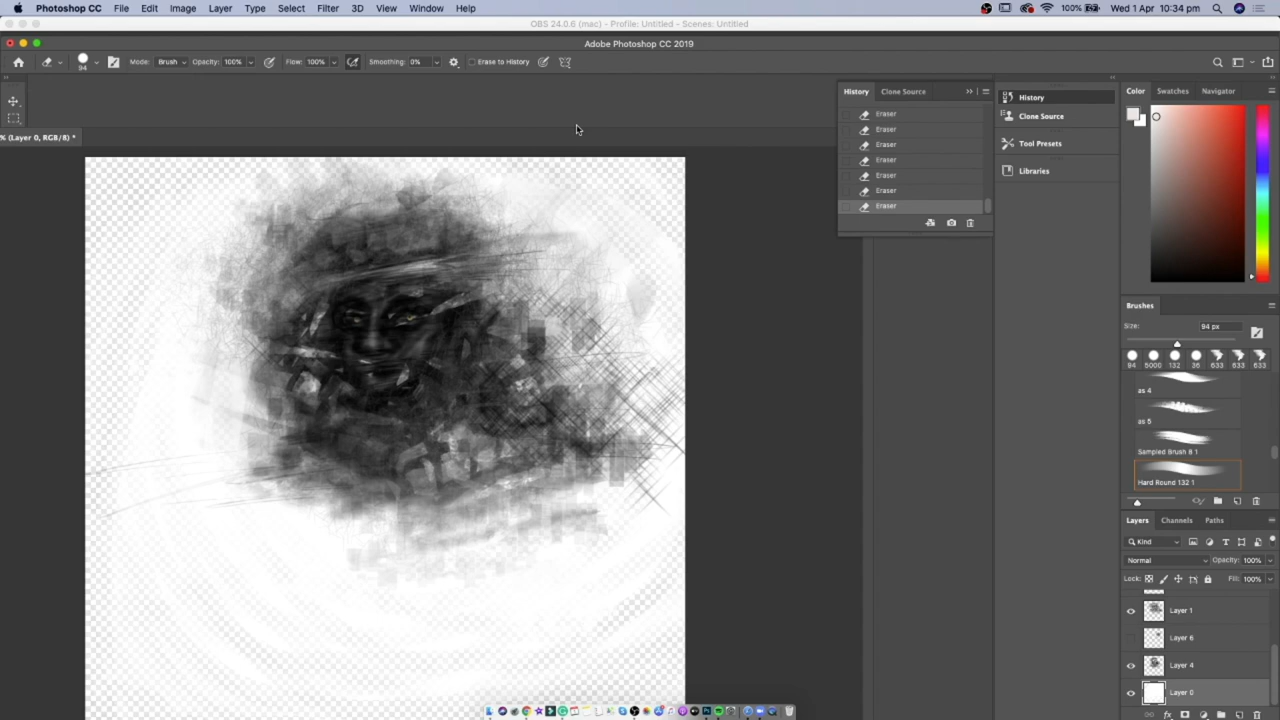 Photoshop CC File Edit Image Layer Type Select Filter 3D View Window Help 100% Wed 1 Apr 10:34 pm
OBS 24.0.6 (mac) - Profile: Untitled - Scenes: Untitled
Adobe Photoshop CC 2019
94 Mode: Brush Opacity: 100% Flow: 100% Smoothing: 0% Erase to History
History Clone Source
Color Swatches Navigator
History
Clone Source
Tool Presets
Libraries
% (Layer 0, RGB/8) *
Eraser
Eraser
Eraser
Eraser
Eraser
Eraser
Eraser
Brushes
Size: 94 px
94 5000 132 36 633 633 633
as 4
as 5
Sampled Brush 8 1
Hard Round 132 1
Layers Channels Paths
Kind
Normal Opacity: 100%
Lock: Fill: 100%
Layer 1
Layer 6
Layer 4
Layer 0
fx